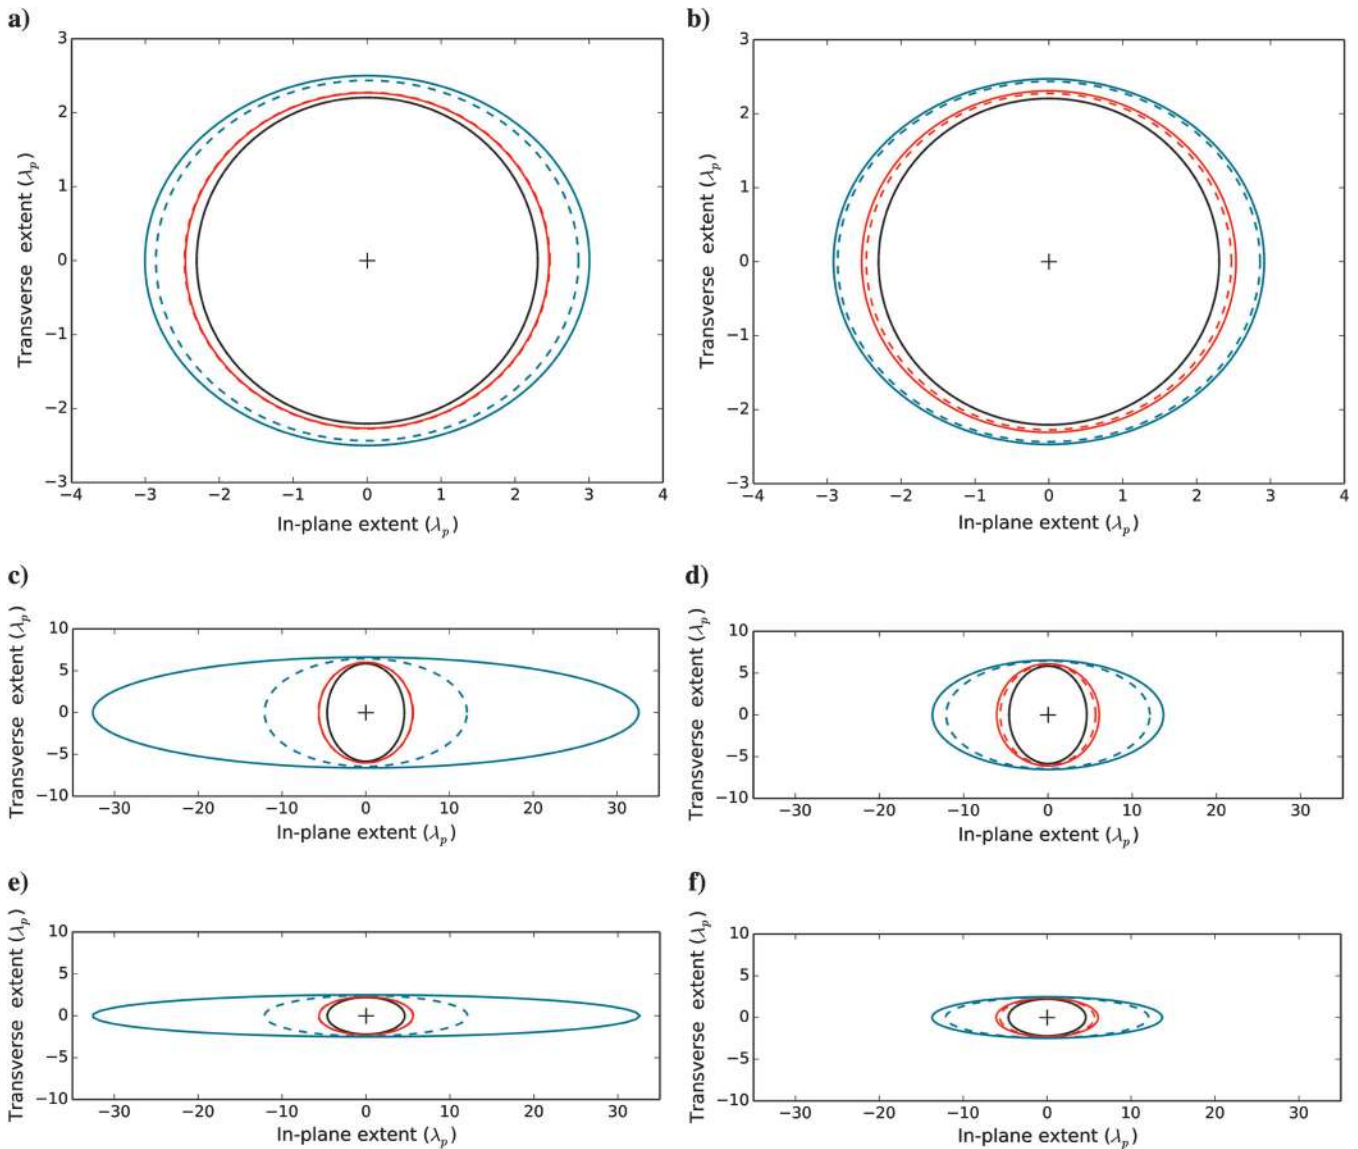 a)
3
2
1
0
−1
−2
−3
Transverse extent (λp)
−4 −3 −2 −1 0 1 2 3 4
In-plane extent (λp)
b)
3
2
1
0
−1
−2
−3
Transverse extent (λp)
−4 −3 −2 −1 0 1 2 3 4
In-plane extent (λp)
c)
10
5
0
−5
−10
Transverse extent (λp)
−30 −20 −10 0 10 20 30
In-plane extent (λp)
d)
10
5
0
−5
−10
Transverse extent (λp)
−30 −20 −10 0 10 20 30
In-plane extent (λp)
e)
10
5
0
−5
−10
Transverse extent (λp)
−30 −20 −10 0 10 20 30
In-plane extent (λp)
f)
10
5
0
−5
−10
Transverse extent (λp)
−30 −20 −10 0 10 20 30
In-plane extent (λp)